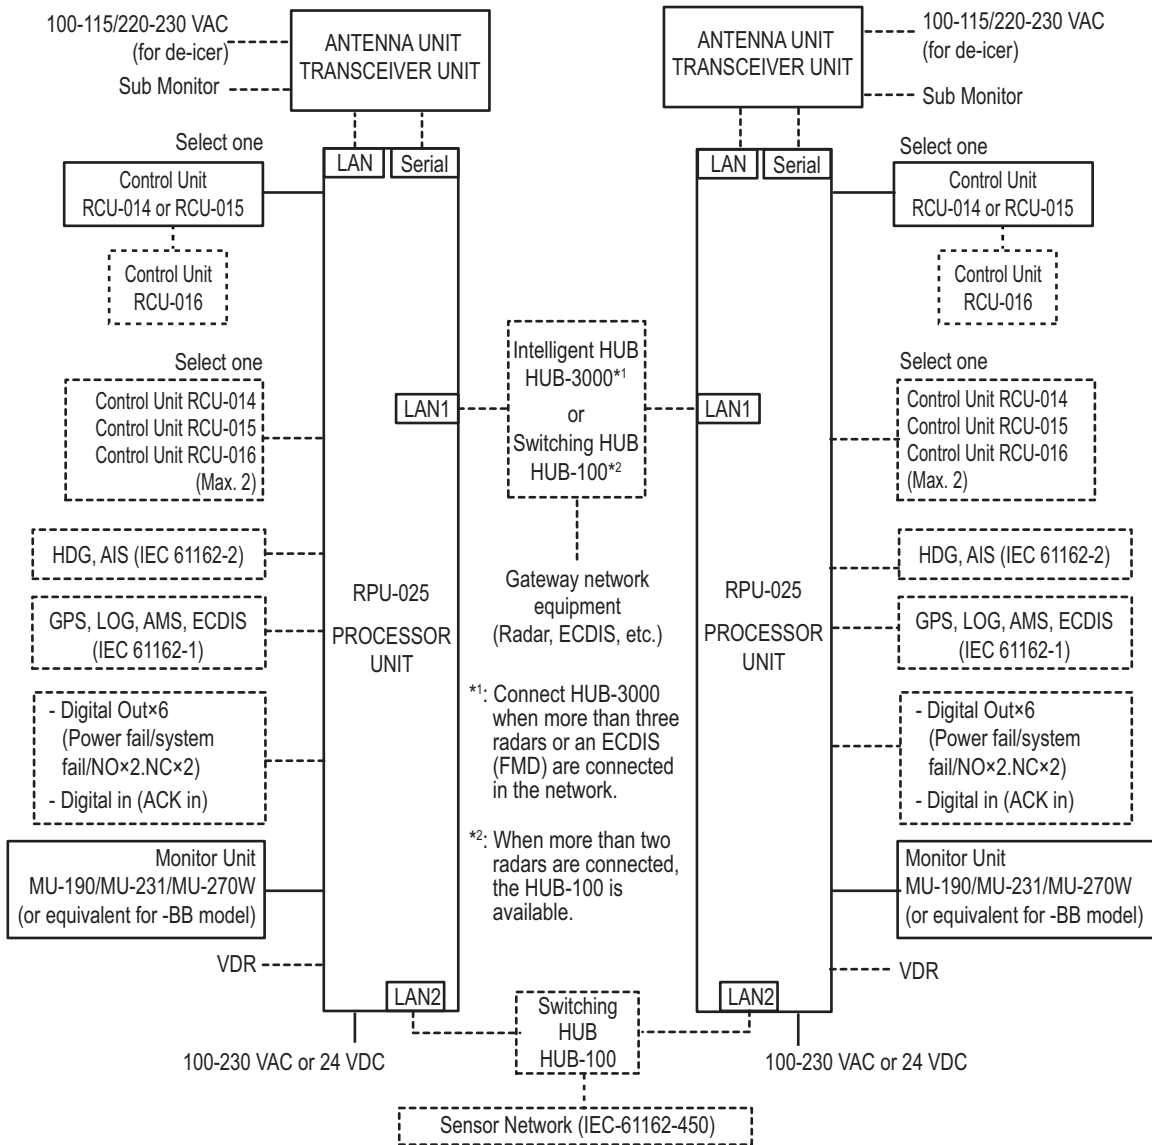 100-115/220-230 VAC
(for de-icer)
Sub Monitor
ANTENNA UNIT
TRANSCEIVER UNIT
Select one
LAN
Serial
Control Unit
RCU-014 or RCU-015
Control Unit
RCU-016
Select one
Control Unit RCU-014
Control Unit RCU-015
Control Unit RCU-016
(Max. 2)
LAN1
HDG, AIS (IEC 61162-2)
GPS, LOG, AMS, ECDIS
(IEC 61162-1)
RPU-025
PROCESSOR
UNIT
- Digital Out×6
(Power fail/system
fail/NO×2.NC×2)
- Digital in (ACK in)
Monitor Unit
MU-190/MU-231/MU-270W
(or equivalent for -BB model)
VDR
LAN2
100-230 VAC or 24 VDC
Intelligent HUB
HUB-3000*1
or
Switching HUB
HUB-100*2
Gateway network
equipment
(Radar, ECDIS, etc.)
*1: Connect HUB-3000
when more than three
radars or an ECDIS
(FMD) are connected
in the network.
*2: When more than two
radars are connected,
the HUB-100 is
available.
Switching
HUB
HUB-100
Sensor Network (IEC-61162-450)
ANTENNA UNIT
TRANSCEIVER UNIT
100-115/220-230 VAC
(for de-icer)
Sub Monitor
LAN
Serial
Select one
Control Unit
RCU-014 or RCU-015
Control Unit
RCU-016
Select one
Control Unit RCU-014
Control Unit RCU-015
Control Unit RCU-016
(Max. 2)
LAN1
HDG, AIS (IEC 61162-2)
RPU-025
PROCESSOR
UNIT
GPS, LOG, AMS, ECDIS
(IEC 61162-1)
- Digital Out×6
(Power fail/system
fail/NO×2.NC×2)
- Digital in (ACK in)
Monitor Unit
MU-190/MU-231/MU-270W
(or equivalent for -BB model)
VDR
LAN2
100-230 VAC or 24 VDC